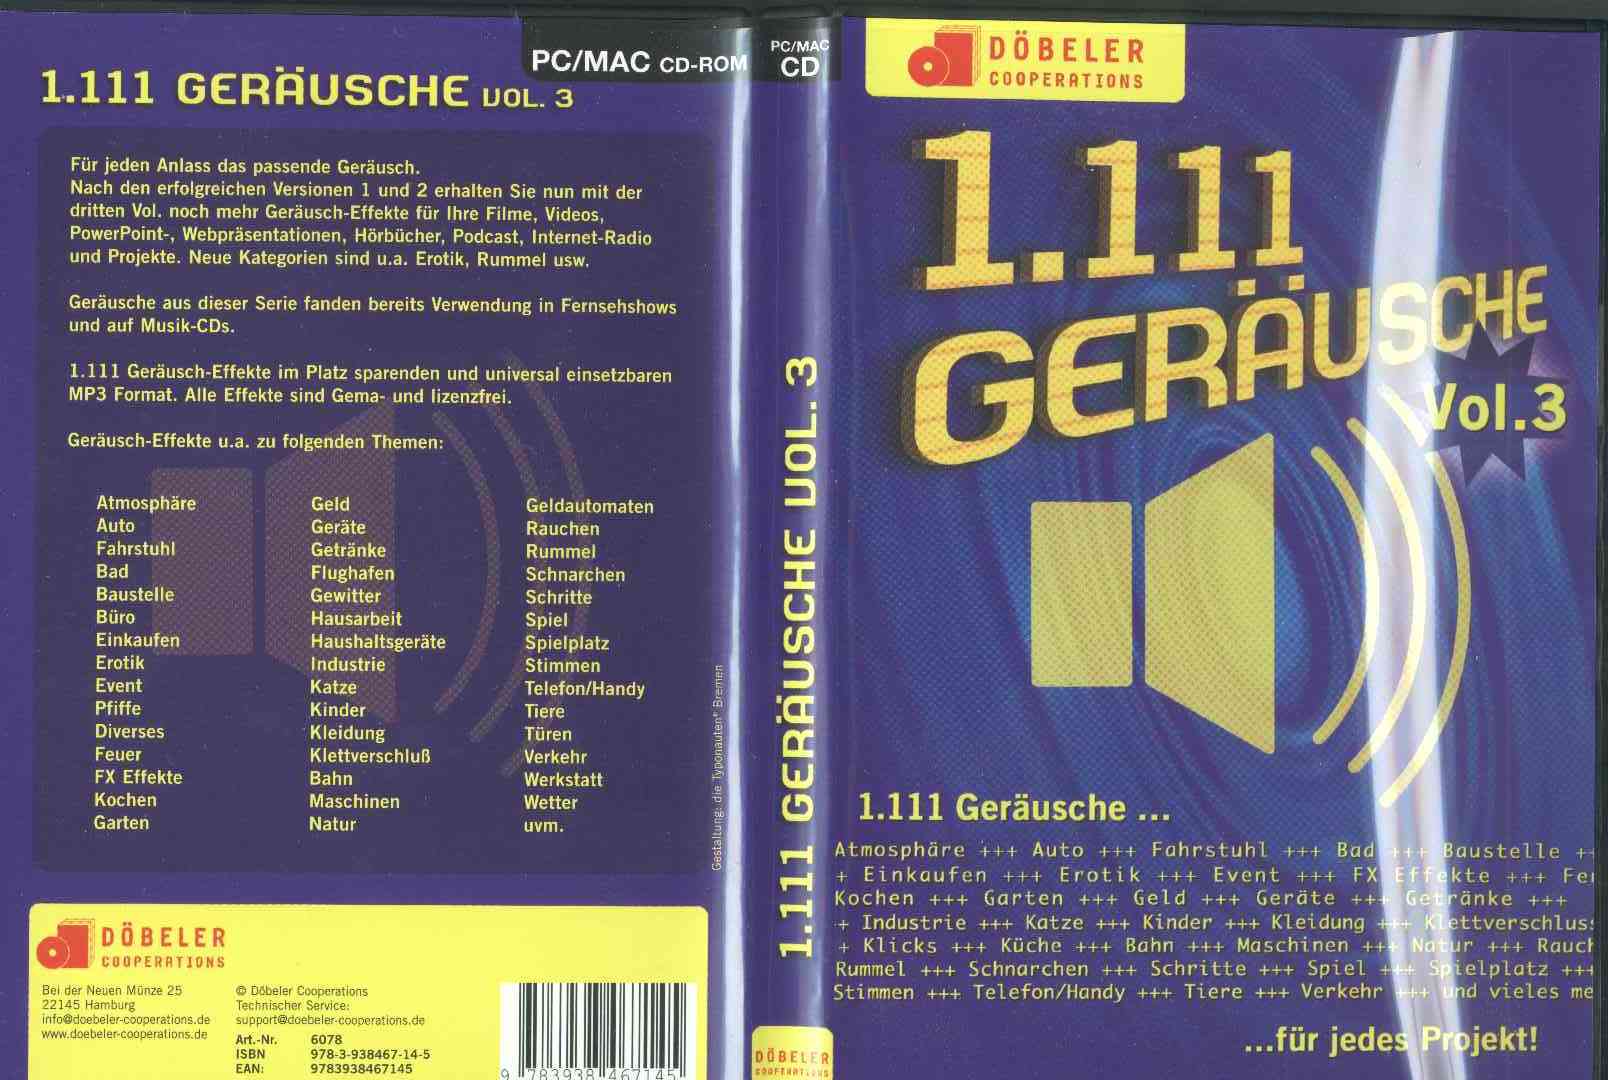 PC/MAC CD-ROM
1.111 GERÄUSCHE VOL. 3
Für jeden Anlass das passende Geräusch.
Nach den erfolgreichen Versionen 1 und 2 erhalten Sie nun mit der
dritten Vol. noch mehr Geräusch-Effekte für Ihre Filme, Videos,
PowerPoint-, Webpräsentationen, Hörbücher, Podcast, Internet-Radio
und Projekte. Neue Kategorien sind u.a. Erotik, Rummel usw.
Geräusche aus dieser Serie fanden bereits Verwendung in Fernsehshows
und auf Musik-CDs.
1.111 Geräusch-Effekte im Platz sparenden und universal einsetzbaren
MP3 Format. Alle Effekte sind Gema- und lizenzfrei.
Geräusch-Effekte u.a. zu folgenden Themen:
Atmosphäre
Auto
Fahrstuhl
Bad
Baustelle
Büro
Einkaufen
Erotik
Event
Pfiffe
Diverses
Feuer
FX Effekte
Kochen
Garten
Geld
Geräte
Getränke
Flughafen
Gewitter
Hausarbeit
Haushaltsgeräte
Industrie
Katze
Kinder
Kleidung
Klettverschluß
Bahn
Maschinen
Natur
Geldautomaten
Rauchen
Rummel
Schnarchen
Schritte
Spiel
Spielplatz
Stimmen
Telefon/Handy
Tiere
Türen
Verkehr
Werkstatt
Wetter
uvm.
Gestaltung: die Typonauten® Bremen
DÖBELER
COOPERATIONS
Bei der Neuen Münze 25
22145 Hamburg
info@doebeler-cooperations.de
www.doebeler-cooperations.de
© Döbeler Cooperations
Technischer Service:
support@doebeler-cooperations.de
Art.-Nr. 6078
ISBN 978-3-938467-14-5
EAN: 9783938467145
9 783938 467145
PC/MAC
CD
1.111 GERÄUSCHE VOL. 3
DÖBELER
COOPERATIONS
DÖBELER
COOPERATIONS
1.111
GERÄUSCHE
Vol.3
1.111 Geräusche ...
Atmosphäre +++ Auto +++ Fahrstuhl +++ Bad +++ Baustelle ++
+ Einkaufen +++ Erotik +++ Event +++ FX Effekte +++ Feu
Kochen +++ Garten +++ Geld +++ Geräte +++ Getränke +++
+ Industrie +++ Katze +++ Kinder +++ Kleidung +++ Klettverschluss
+ Klicks +++ Küche +++ Bahn +++ Maschinen +++ Natur +++ Rauch
Rummel +++ Schnarchen +++ Schritte +++ Spiel +++ Spielplatz +++
Stimmen +++ Telefon/Handy +++ Tiere +++ Verkehr +++ und vieles me
...für jedes Projekt!